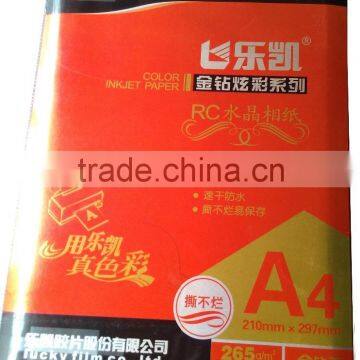 乐凯®
COLOR
INKJET PAPER
金钻炫彩系列
RC水晶相纸
trade.china.cn
速干防水
撕不烂易保存
用乐凯
真色彩
撕不烂
A4
210mm × 297mm
265g/m²
乐凯胶片股份有限公司
Lucky film co.,ltd.